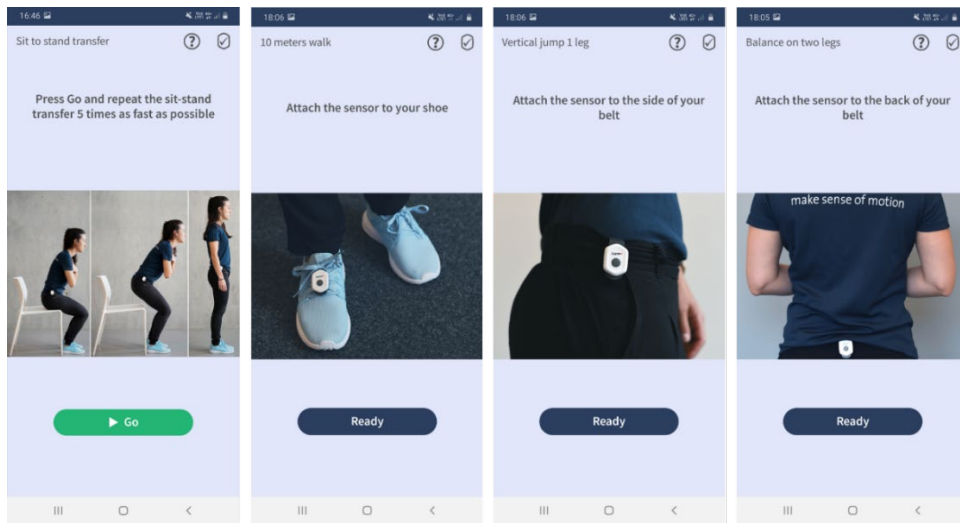 16:46
Sit to stand transfer
Press Go and repeat the sit-stand
transfer 5 times as fast as possible
Go
18:06
10 meters walk
Attach the sensor to your shoe
Ready
18:06
Vertical jump 1 leg
Attach the sensor to the side of your
belt
Ready
18:05
Balance on two legs
Attach the sensor to the back of your
belt
make sense of motion
Ready